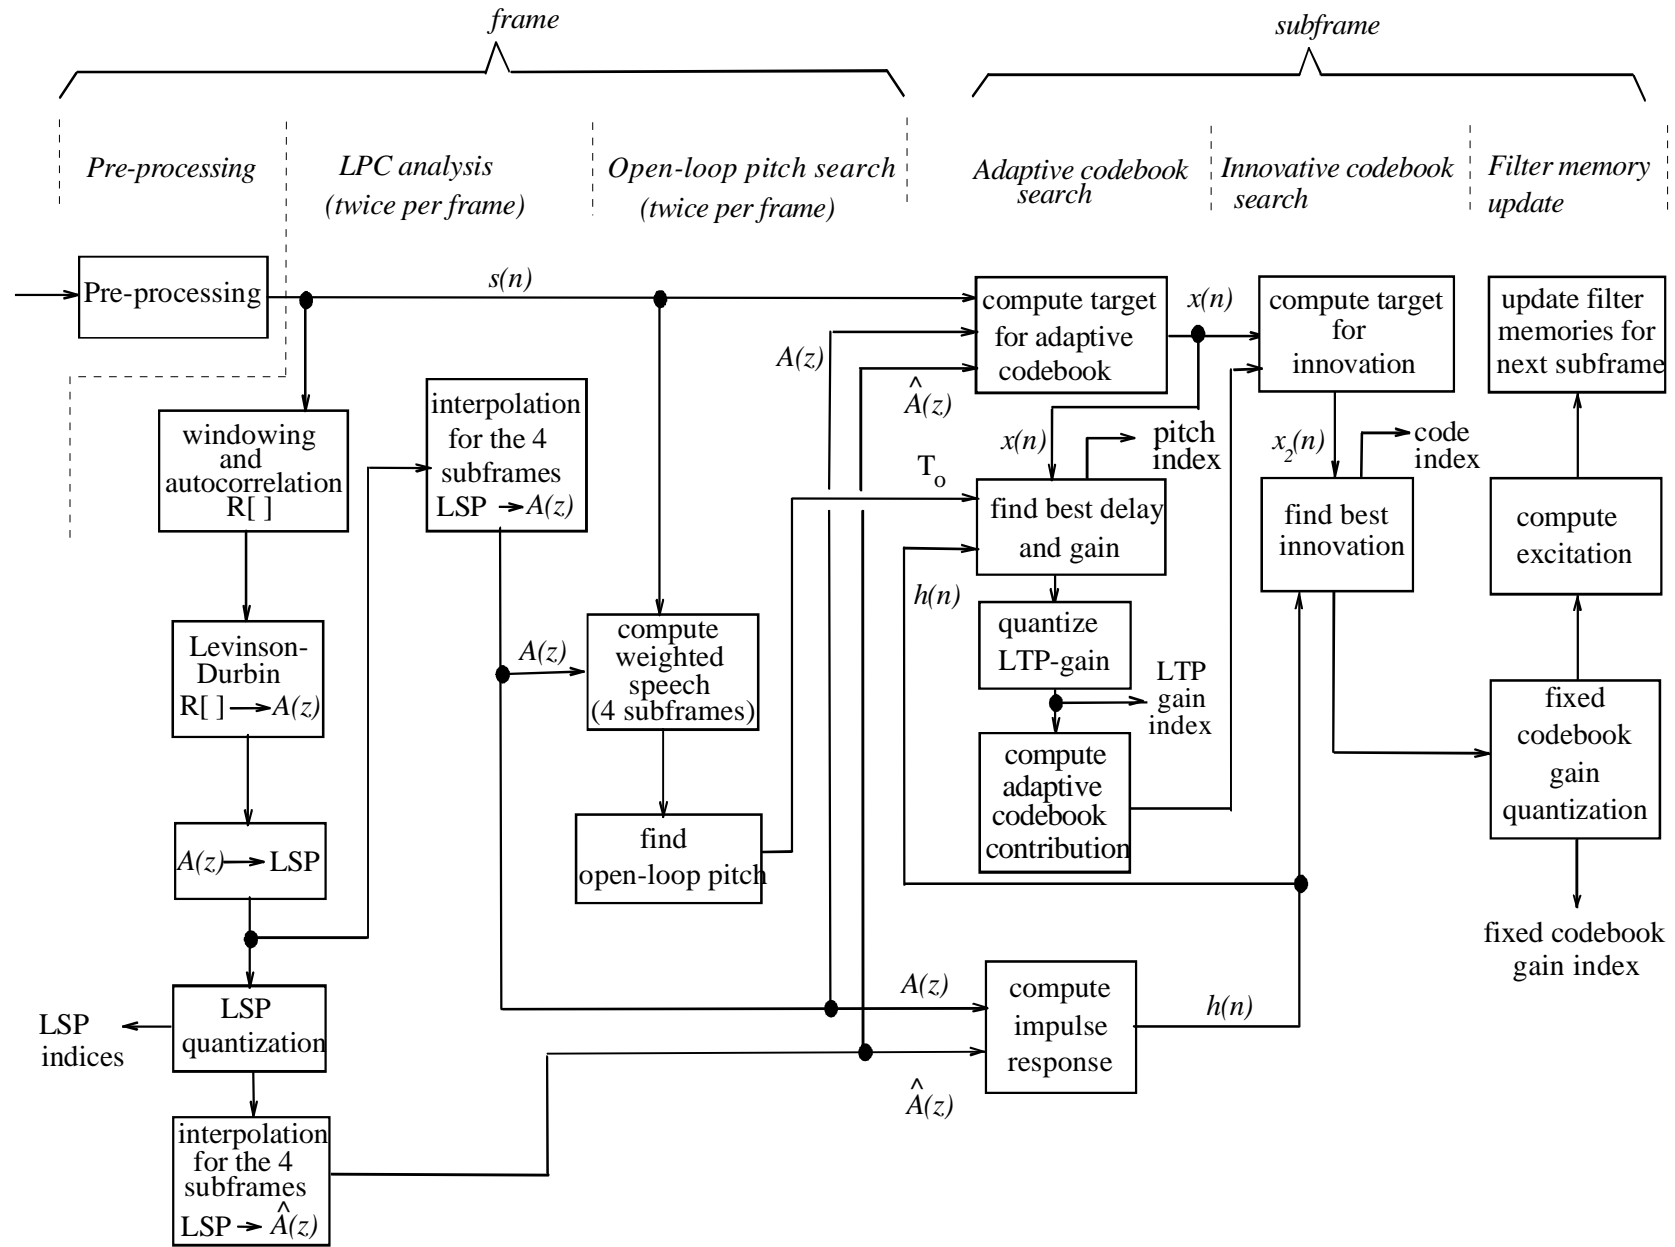 frame
subframe
Pre-processing
LPC analysis
(twice per frame)
Open-loop pitch search
(twice per frame)
Adaptive codebook
search
Innovative codebook
search
Filter memory
update
Pre-processing
s(n)
windowing
and
autocorrelation
R[ ]
Levinson-
Durbin
R[ ] → A(z)
A(z) → LSP
LSP
quantization
LSP
indices
interpolation
for the 4
subframes
LSP → Â(z)
interpolation
for the 4
subframes
LSP → A(z)
A(z)
compute
weighted
speech
(4 subframes)
find
open-loop pitch
A(z)
Â(z)
T₀
h(n)
compute target
for adaptive
codebook
x(n)
x(n)
pitch
index
find best delay
and gain
quantize
LTP-gain
LTP
gain
index
compute
adaptive
codebook
contribution
A(z)
Â(z)
compute
impulse
response
h(n)
compute target
for
innovation
x₂(n)
code
index
find best
innovation
update filter
memories for
next subframe
compute
excitation
fixed
codebook
gain
quantization
fixed codebook
gain index